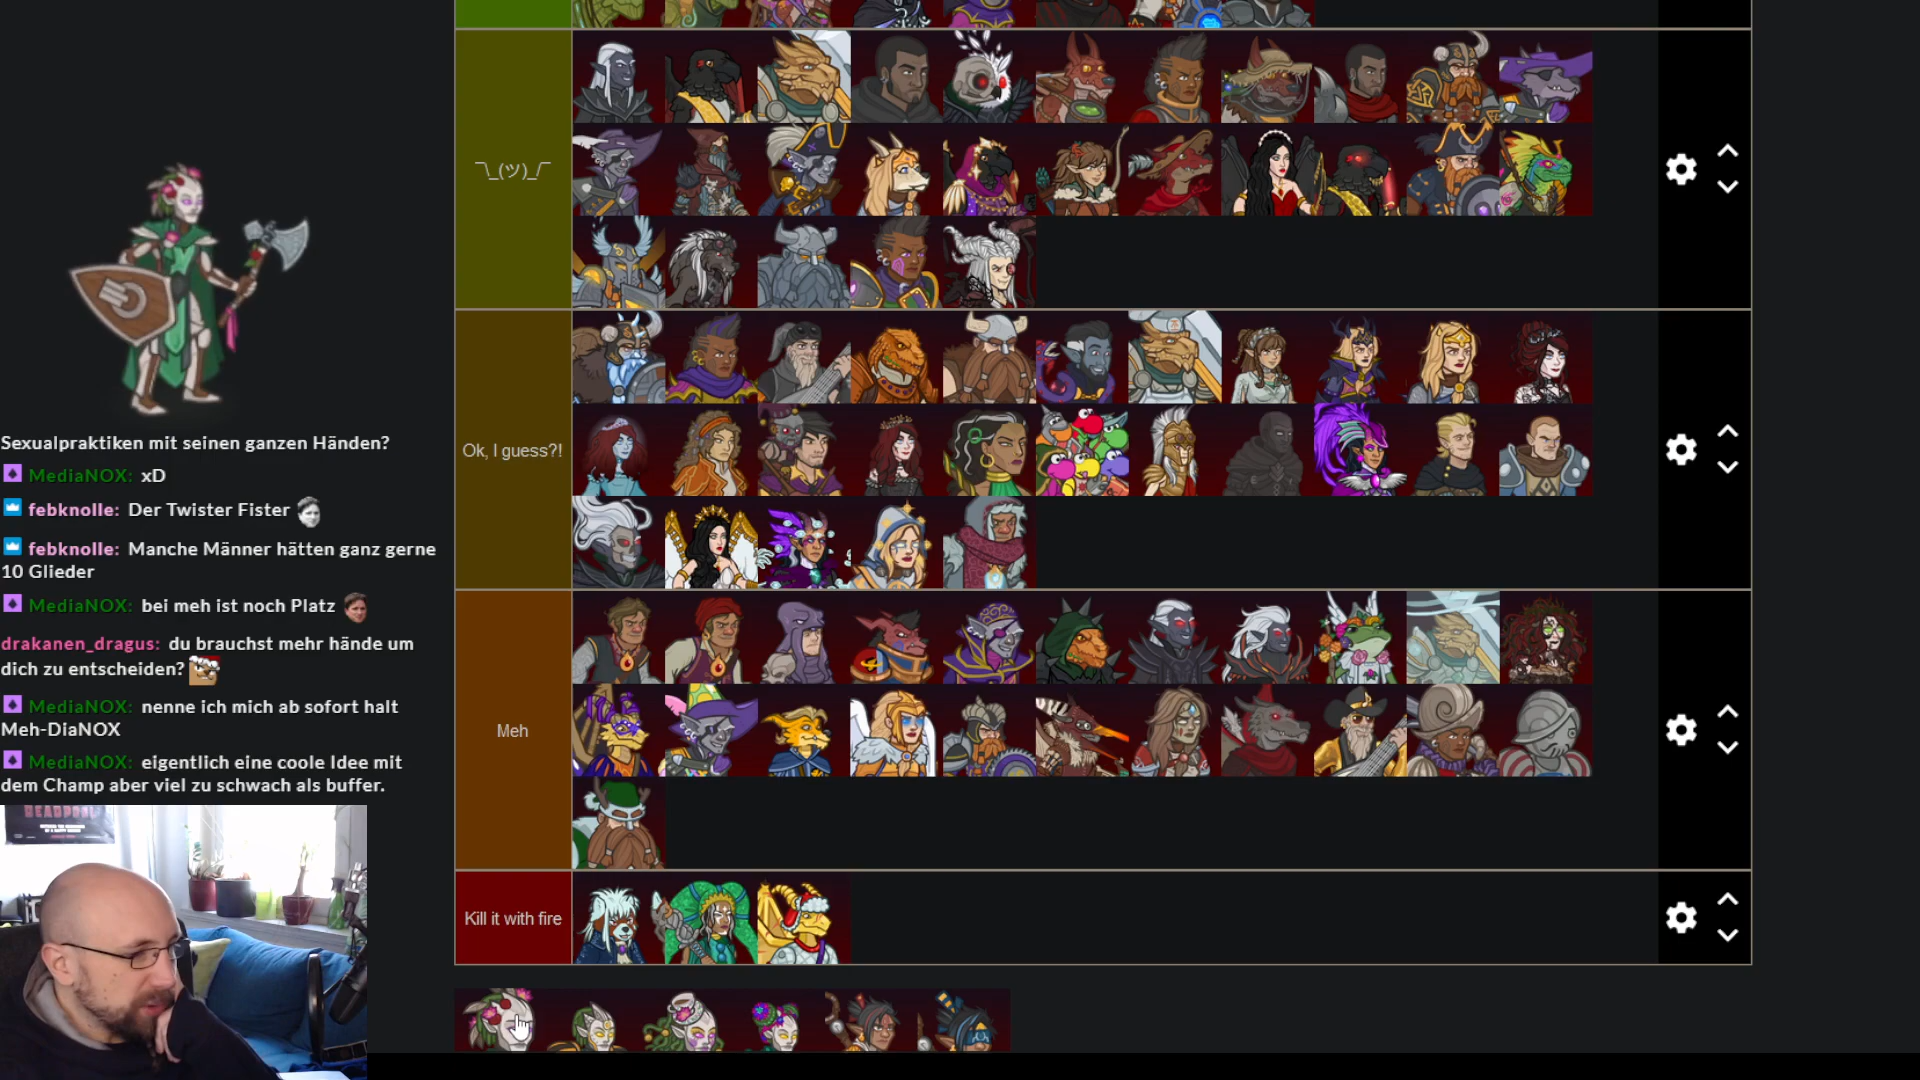 ¯\_(ツ)_/¯
Ok, I guess?!
Meh
Kill it with fire
Sexualpraktiken mit seinen ganzen Händen?
MediaNOX: xD
febknolle: Der Twister Fister
febknolle: Manche Männer hätten ganz gerne
10 Glieder
MediaNOX: bei meh ist noch Platz
drakanen_dragus: du brauchst mehr hände um
dich zu entscheiden?
MediaNOX: nenne ich mich ab sofort halt
Meh-DiaNOX
MediaNOX: eigentlich eine coole Idee mit
dem Champ aber viel zu schwach als buffer.
DEADPOOL